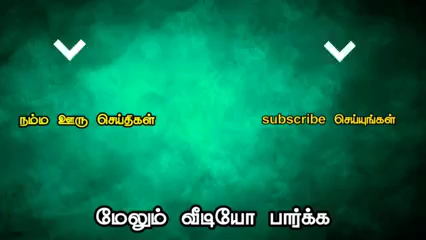 நம்ம ஊரு செய்திகள்
subscribe செய்யுங்கள்
மேலும் வீடியோ பார்க்க